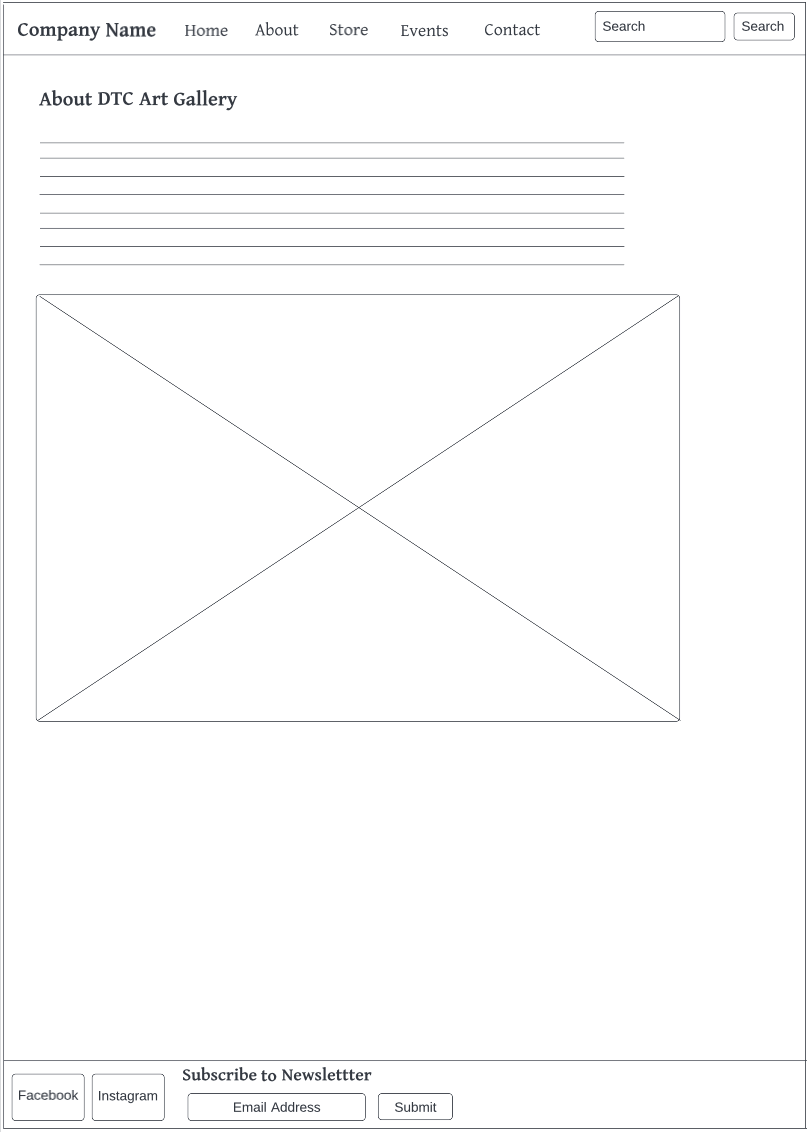 Company Name Home About Store Events Contact Search Search
About DTC Art Gallery
Subscribe to Newslettter
Facebook Instagram
Email Address Submit